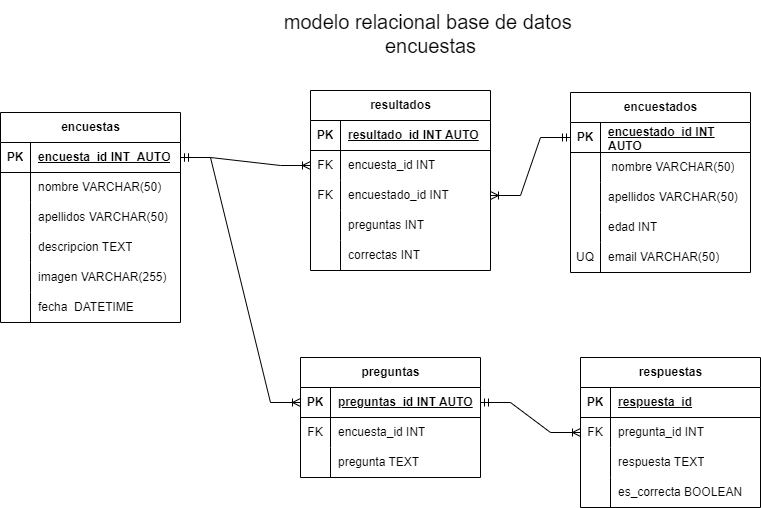 modelo relacional base de datos
encuestas
encuestas
PK encuesta_id INT AUTO
nombre VARCHAR(50)
apellidos VARCHAR(50)
descripcion TEXT
imagen VARCHAR(255)
fecha DATETIME
resultados
PK resultado_id INT AUTO
FK encuesta_id INT
FK encuestado_id INT
preguntas INT
correctas INT
encuestados
PK encuestado_id INT
AUTO
nombre VARCHAR(50)
apellidos VARCHAR(50)
edad INT
UQ email VARCHAR(50)
preguntas
PK preguntas_id INT AUTO
FK encuesta_id INT
pregunta TEXT
respuestas
PK respuesta_id
FK pregunta_id INT
respuesta TEXT
es_correcta BOOLEAN